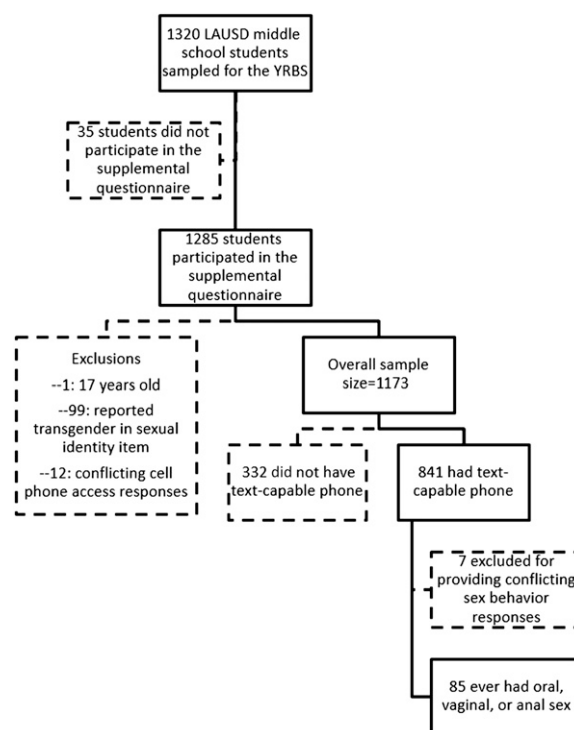 1320 LAUSD middle
school students
sampled for the YRBS
35 students did not
participate in the
supplemental
questionnaire
1285 students
participated in the
supplemental
questionnaire
Exclusions
--1: 17 years old
--99: reported
transgender in sexual
identity item
--12: conflicting cell
phone access responses
Overall sample
size=1173
332 did not have
text-capable phone
841 had text-
capable phone
7 excluded for
providing conflicting
sex behavior
responses
85 ever had oral,
vaginal, or anal sex